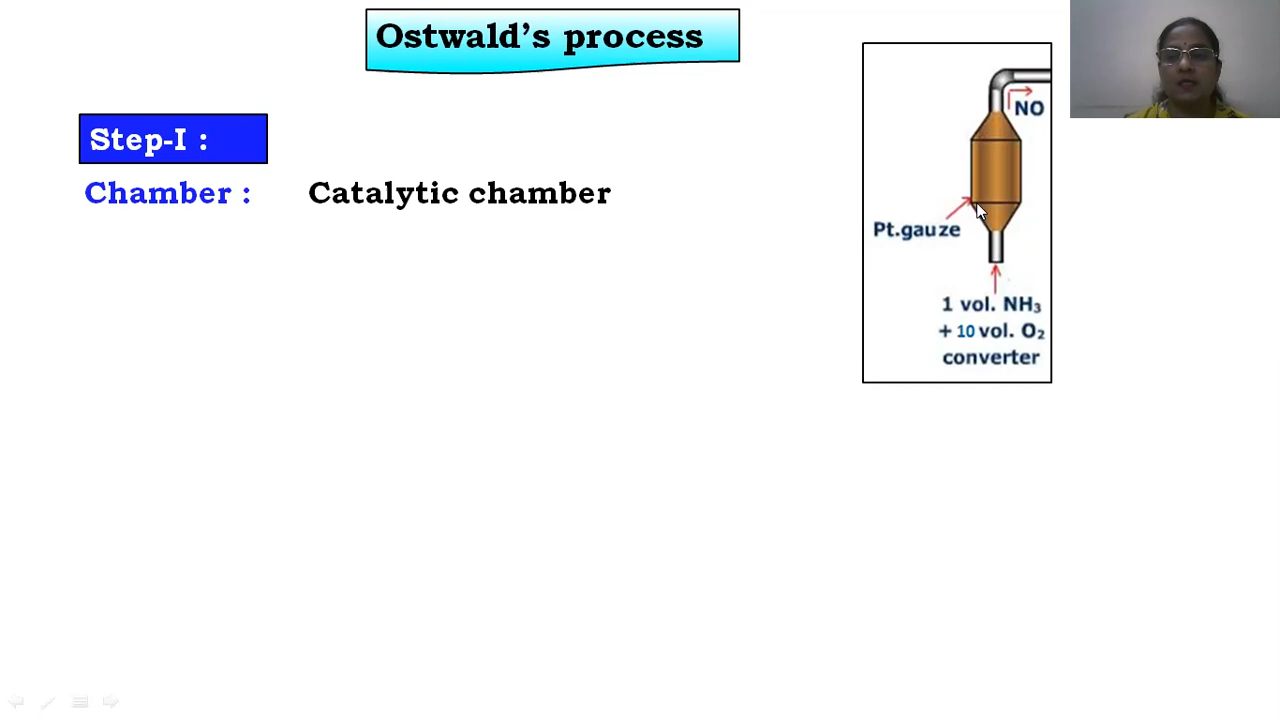 Ostwald's process
Step-I :
Chamber : Catalytic chamber
NO
Pt.gauze
1 vol. NH₃
+ 10 vol. O₂
converter